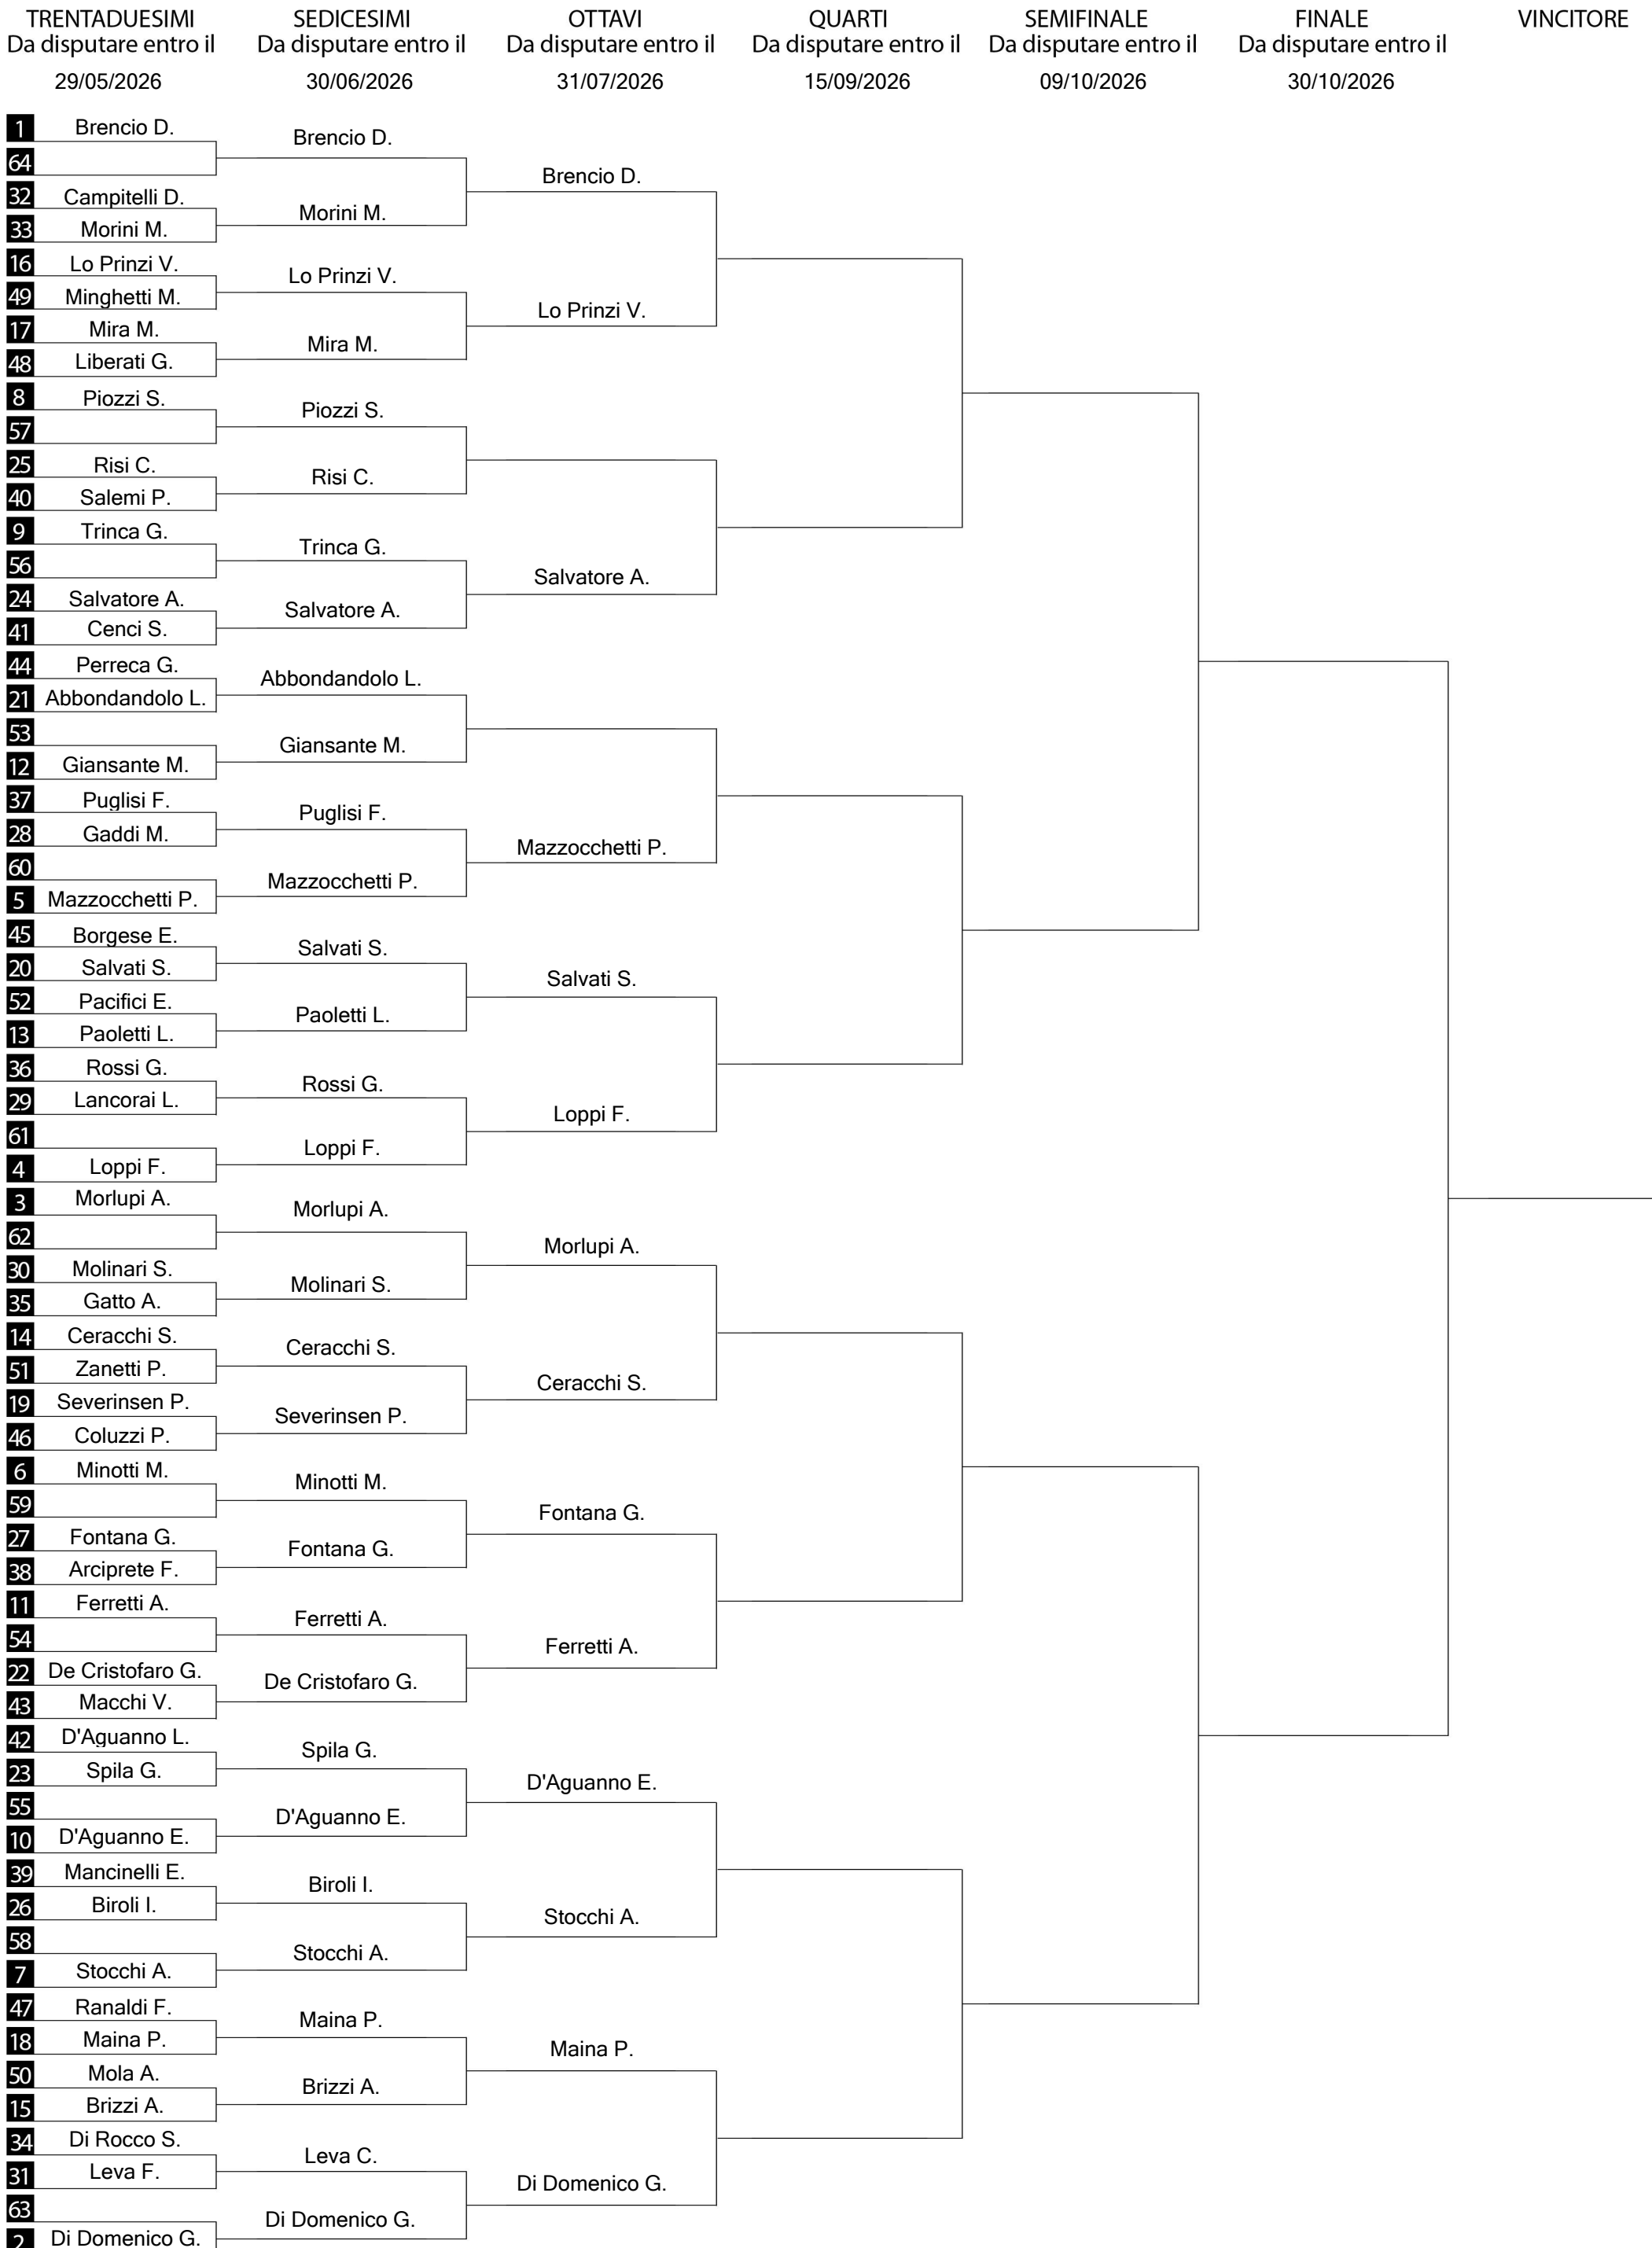 TRENTADUESIMI
Da disputare entro il
29/05/2026
SEDICESIMI
Da disputare entro il
30/06/2026
OTTAVI
Da disputare entro il
31/07/2026
QUARTI
Da disputare entro il
15/09/2026
SEMIFINALE
Da disputare entro il
09/10/2026
FINALE
Da disputare entro il
30/10/2026
VINCITORE
1 Brencio D.
64
32 Campitelli D.
33 Morini M.
16 Lo Prinzi V.
49 Minghetti M.
17 Mira M.
48 Liberati G.
8 Piozzi S.
57
25 Risi C.
40 Salemi P.
9 Trinca G.
56
24 Salvatore A.
41 Cenci S.
44 Perreca G.
21 Abbondandolo L.
53
12 Giansante M.
37 Puglisi F.
28 Gaddi M.
60
5 Mazzocchetti P.
45 Borgese E.
20 Salvati S.
52 Pacifici E.
13 Paoletti L.
36 Rossi G.
29 Lancorai L.
61
4 Loppi F.
3 Morlupi A.
62
30 Molinari S.
35 Gatto A.
14 Ceracchi S.
51 Zanetti P.
19 Severinsen P.
46 Coluzzi P.
6 Minotti M.
59
27 Fontana G.
38 Arciprete F.
11 Ferretti A.
54
22 De Cristofaro G.
43 Macchi V.
42 D'Aguanno L.
23 Spila G.
55
10 D'Aguanno E.
39 Mancinelli E.
26 Biroli I.
58
7 Stocchi A.
47 Ranaldi F.
18 Maina P.
50 Mola A.
15 Brizzi A.
34 Di Rocco S.
31 Leva F.
63
2 Di Domenico G.
Brencio D.
Morini M.
Lo Prinzi V.
Mira M.
Piozzi S.
Risi C.
Trinca G.
Salvatore A.
Abbondandolo L.
Giansante M.
Puglisi F.
Mazzocchetti P.
Salvati S.
Paoletti L.
Rossi G.
Loppi F.
Morlupi A.
Molinari S.
Ceracchi S.
Severinsen P.
Minotti M.
Fontana G.
Ferretti A.
De Cristofaro G.
Spila G.
D'Aguanno E.
Biroli I.
Stocchi A.
Maina P.
Brizzi A.
Leva C.
Di Domenico G.
Brencio D.
Lo Prinzi V.
Salvatore A.
Mazzocchetti P.
Salvati S.
Loppi F.
Morlupi A.
Ceracchi S.
Fontana G.
Ferretti A.
D'Aguanno E.
Stocchi A.
Maina P.
Di Domenico G.